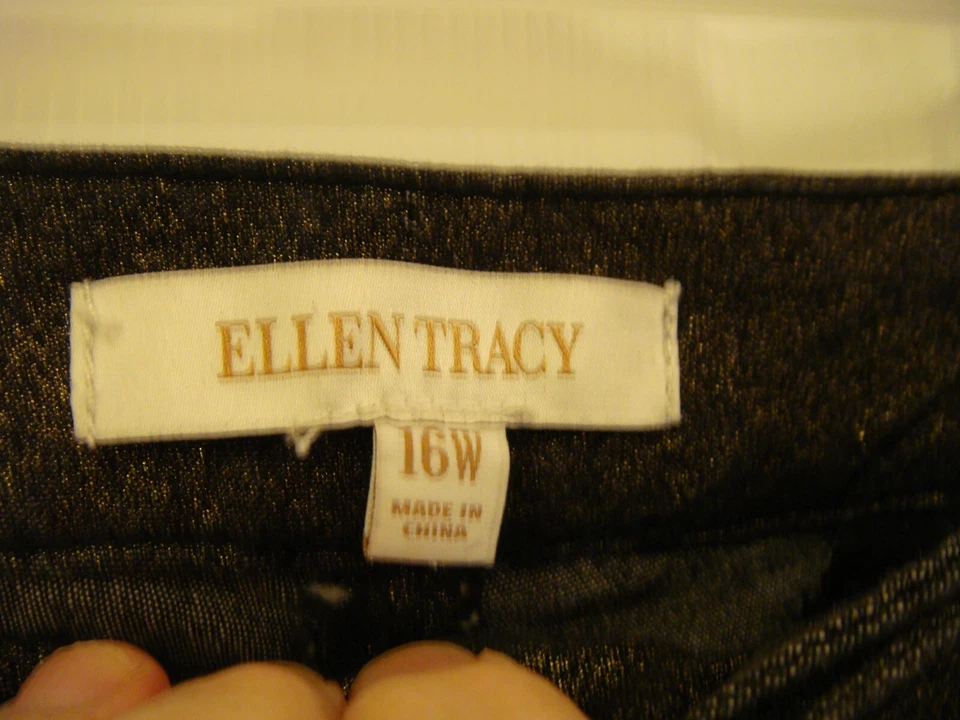 ELLEN TRACY
16W
MADE IN
CHINA